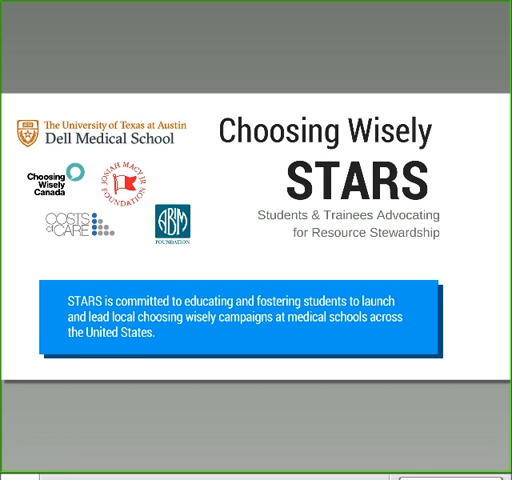 The University of Texas at Austin
Dell Medical School
Choosing
Wisely
Canada
JOSIAH MACY JR
FOUNDATION
COSTS
of
CARE
ABIM
FOUNDATION
Choosing Wisely
STARS
Students & Trainees Advocating
for Resource Stewardship
STARS is committed to educating and fostering students to launch
and lead local choosing wisely campaigns at medical schools across
the United States.